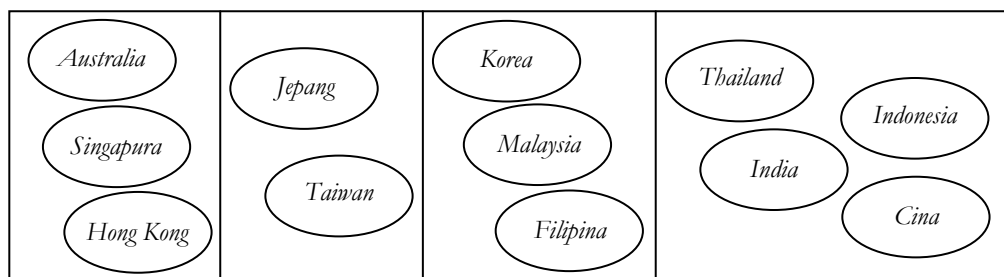 Australia
Singapura
Hong Kong
Jepang
Taiwan
Korea
Malaysia
Filipina
Thailand
Indonesia
India
Cina